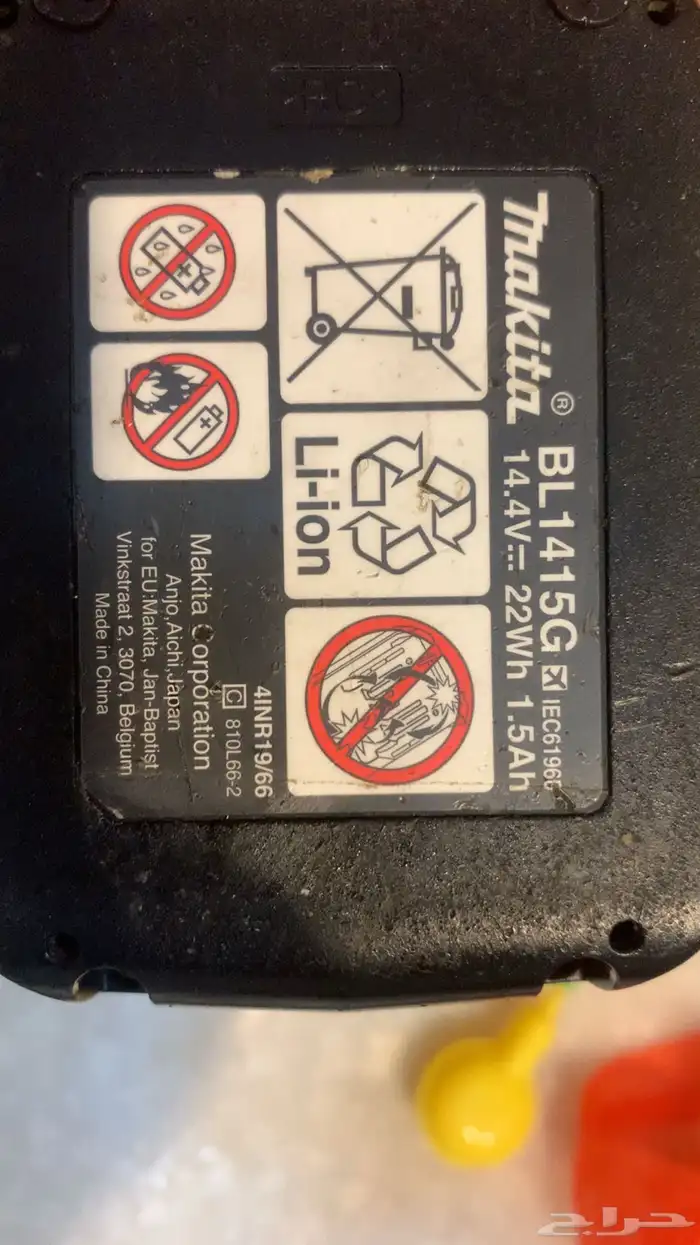 makita®
BL1415G IEC6196
14.4V 22Wh 1.5Ah
Li-ion
4INR19/66
C 810L66-2
Makita Corporation
Anjo,Aichi,Japan
for EU:Makita, Jan-Baptist
Vinkstraat 2, 3070, Belgium
Made in China
حراج